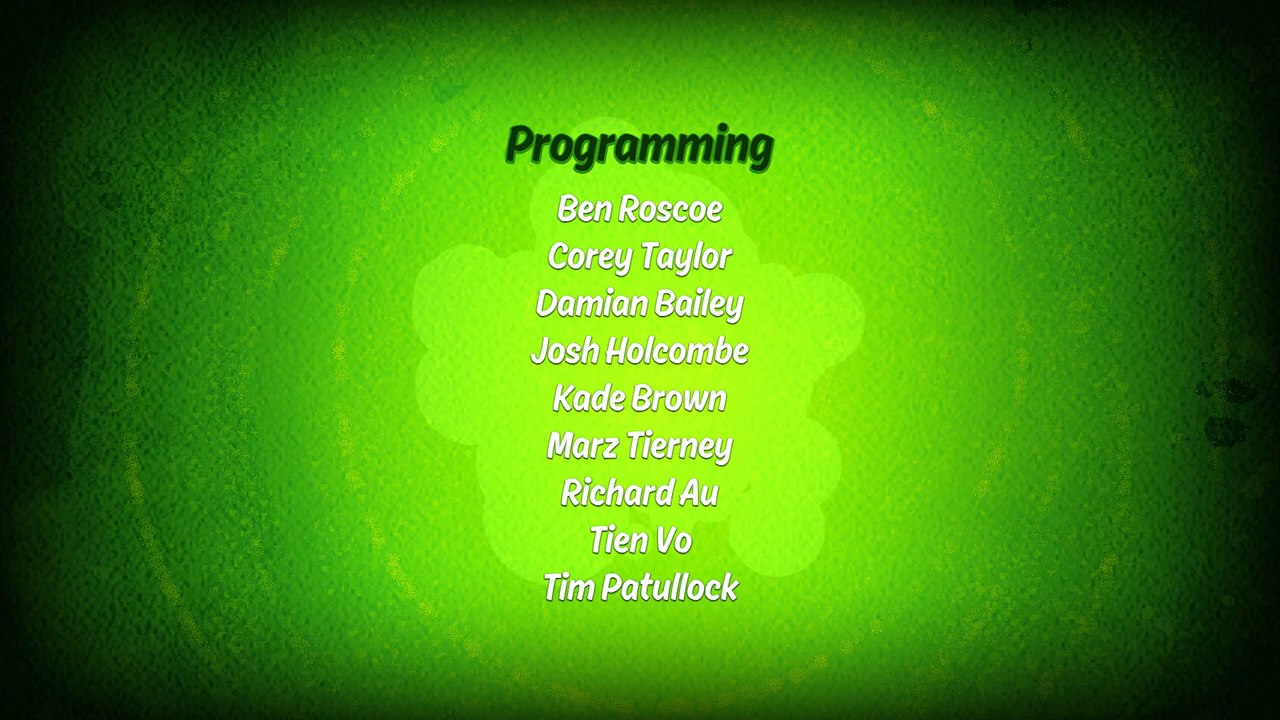 Programming
Ben Roscoe
Corey Taylor
Damian Bailey
Josh Holcombe
Kade Brown
Marz Tierney
Richard Au
Tien Vo
Tim Patullock